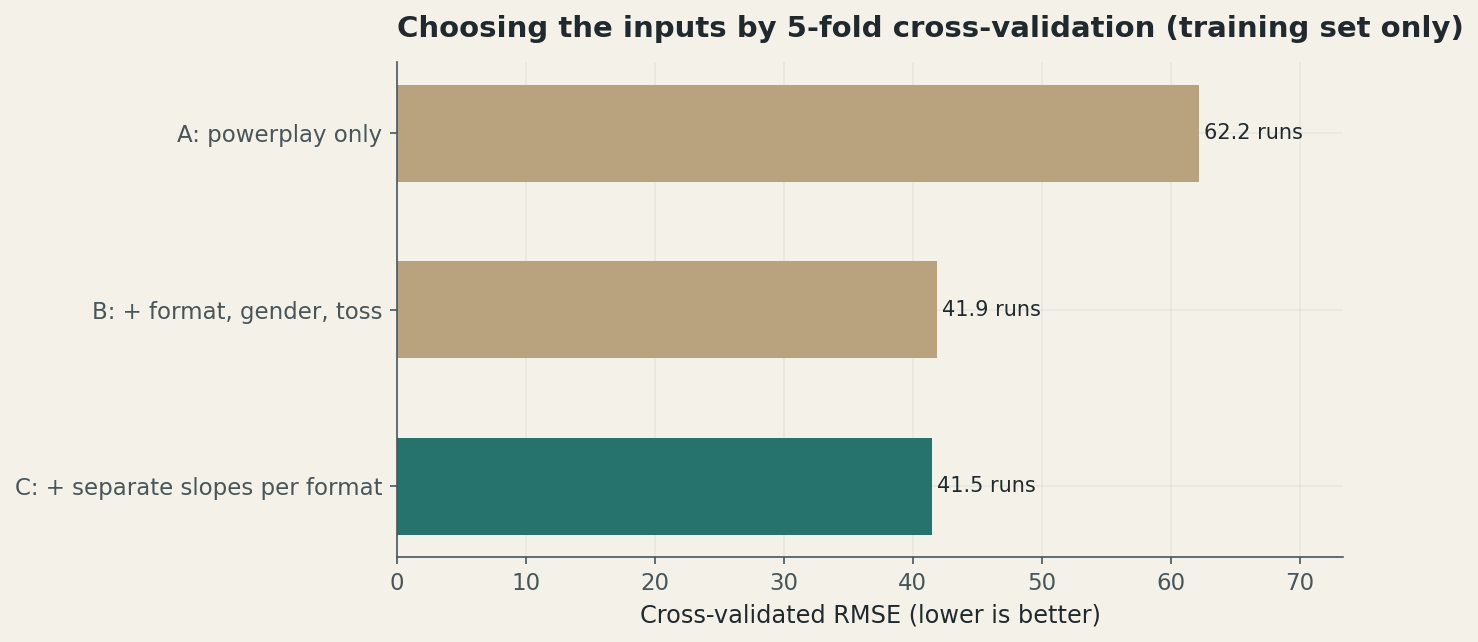 Choosing the inputs by 5-fold cross-validation (training set only)
A: powerplay only
62.2 runs
B: + format, gender, toss
41.9 runs
C: + separate slopes per format
41.5 runs
0 10 20 30 40 50 60 70
Cross-validated RMSE (lower is better)